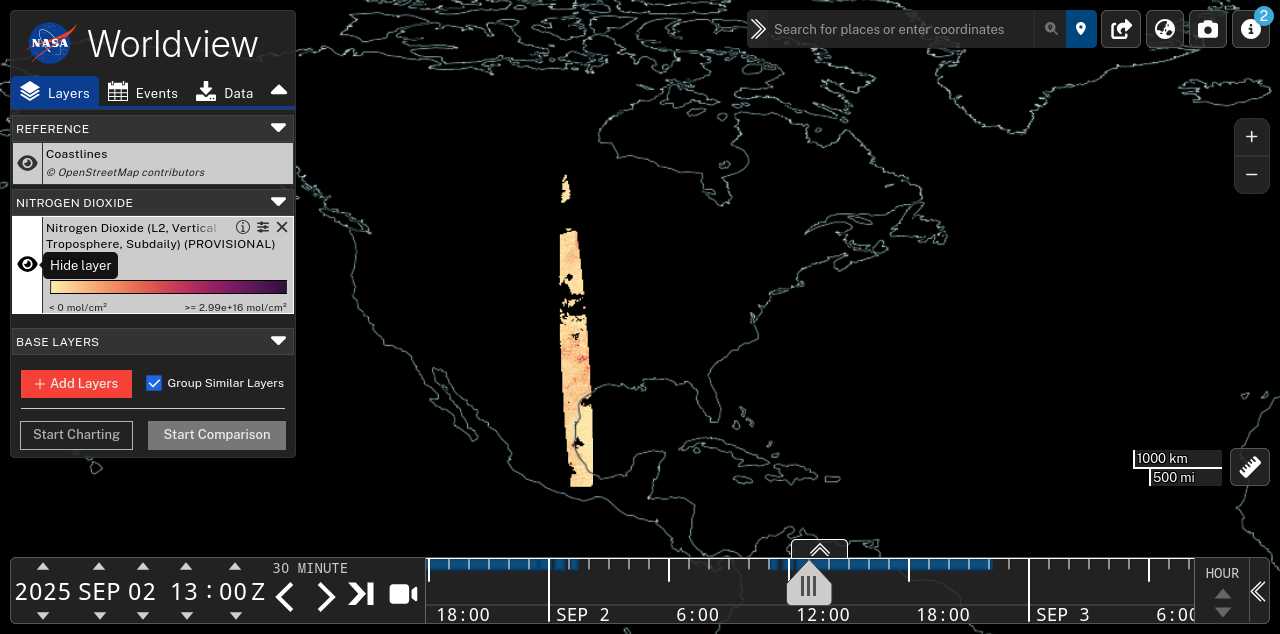 NASA
Worldview
Search for places or enter coordinates
2
Layers
Events
Data
REFERENCE
Coastlines
© OpenStreetMap contributors
NITROGEN DIOXIDE
Nitrogen Dioxide (L2, Vertical
Troposphere, Subdaily) (PROVISIONAL)
Hide layer
< 0 mol/cm²
>= 2.99e+16 mol/cm²
BASE LAYERS
+ Add Layers
Group Similar Layers
Start Charting
Start Comparison
+
−
1000 km
500 mi
30 MINUTE
2025 SEP 02 13 : 00 Z
18:00
SEP 2
6:00
12:00
18:00
SEP 3
6:00
HOUR